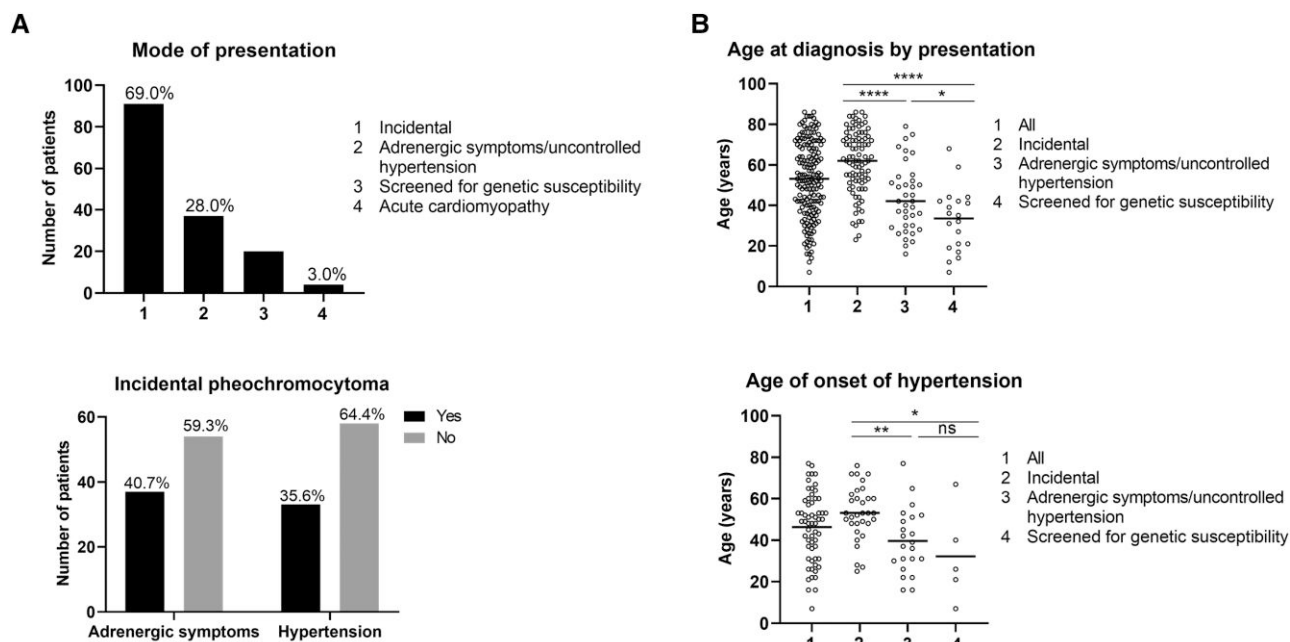 A
Mode of presentation
Number of patients
100
80
60
40
20
0
69.0%
28.0%
3.0%
1
2
3
4
1 Incidental
2 Adrenergic symptoms/uncontrolled
hypertension
3 Screened for genetic susceptibility
4 Acute cardiomyopathy
Incidental pheochromocytoma
Number of patients
60
40
20
0
40.7%
59.3%
35.6%
64.4%
Adrenergic symptoms
Hypertension
Yes
No
B
Age at diagnosis by presentation
Age (years)
100
80
60
40
20
0
****
****
*
1
2
3
4
1 All
2 Incidental
3 Adrenergic symptoms/uncontrolled
hypertension
4 Screened for genetic susceptibility
Age of onset of hypertension
Age (years)
100
80
60
40
20
0
*
**
ns
1
2
3
4
1 All
2 Incidental
3 Adrenergic symptoms/uncontrolled
hypertension
4 Screened for genetic susceptibility